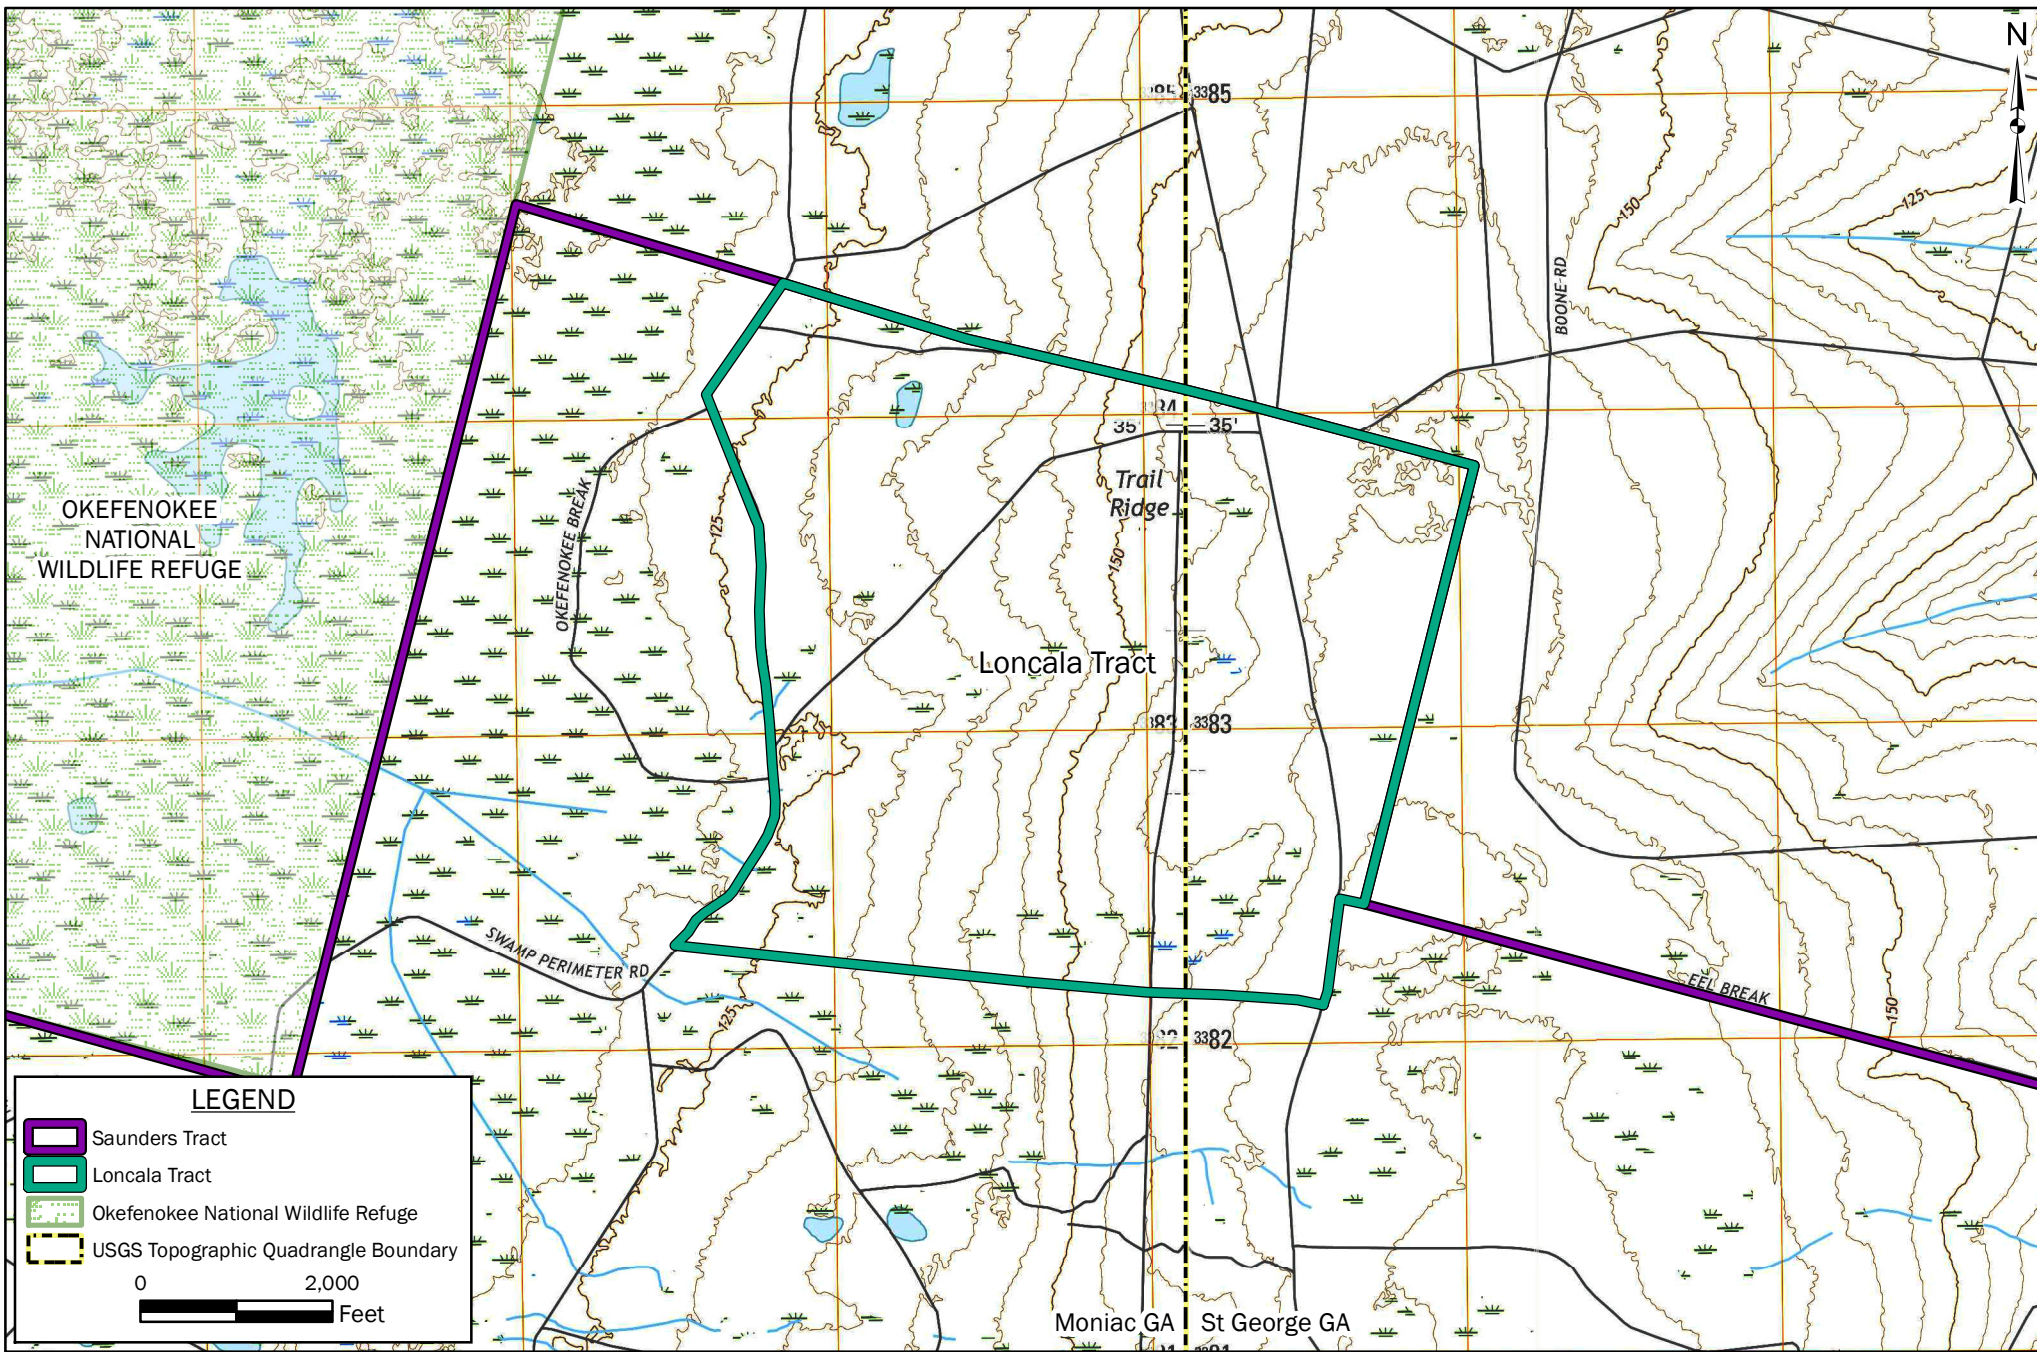 N
3385
150
125
BOONE RD
35'
35'
Trail
Ridge
OKEFENOKEE
NATIONAL
WILDLIFE REFUGE
OKEFENOKEE BREAK
125
150
Loncala Tract
83
3383
SWAMP PERIMETER RD
EEL BREAK
150
125
3382
LEGEND
Saunders Tract
Loncala Tract
Okefenokee National Wildlife Refuge
USGS Topographic Quadrangle Boundary
0 2,000
Feet
Moniac GA
St George GA